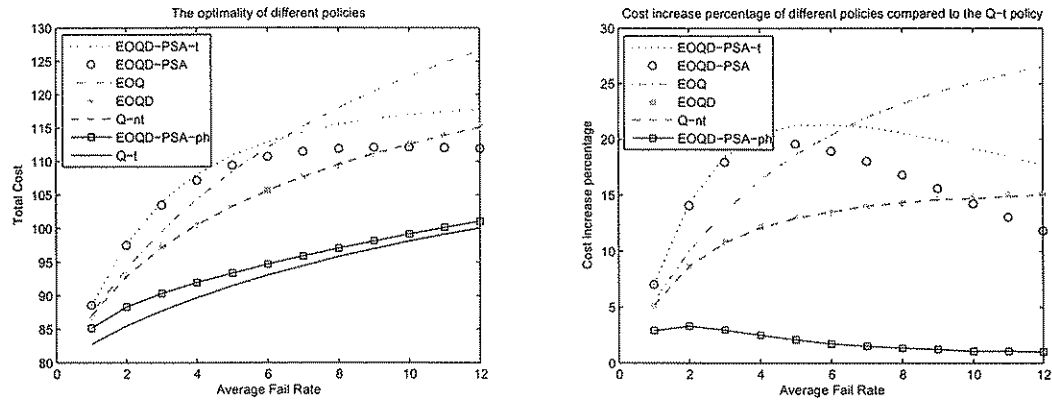 The optimality of different policies
130
125
120
115
110
105
100
95
90
85
80
Total Cost
EOQD-PSA-t
EOQD-PSA
EOQ
EOQD
Q-nt
EOQD-PSA-ph
Q-t
0 2 4 6 8 10 12
Average Fail Rate
Cost increase percentage of different policies compared to the Q-t policy
30
25
20
15
10
5
0
Cost increase percentage
EOQD-PSA-t
EOQD-PSA
EOQ
EOQD
Q-nt
EOQD-PSA-ph
0 2 4 6 8 10 12
Average Fail Rate